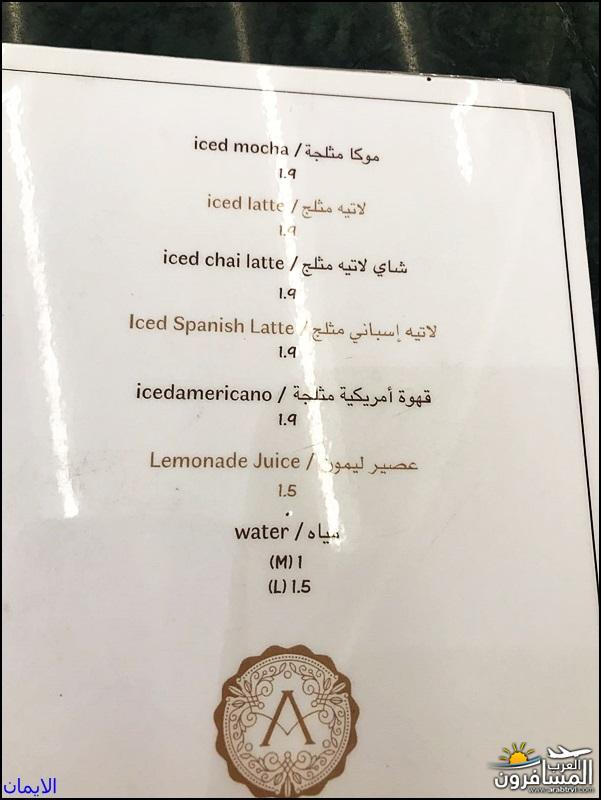 iced mocha / موكا مثلجة
1.9
iced latte / لاتيه مثلج
1.9
iced chai latte / شاي لاتيه مثلج
1.9
Iced Spanish Latte / لاتيه إسباني مثلج
1.9
icedamericano / قهوة أمريكية مثلجة
1.9
Lemonade Juice / عصير ليمون
1.5
water / مياه
(M) 1
(L) 1.5
A
الايمان
العرب
المسافرون
www.arabtrvl.com